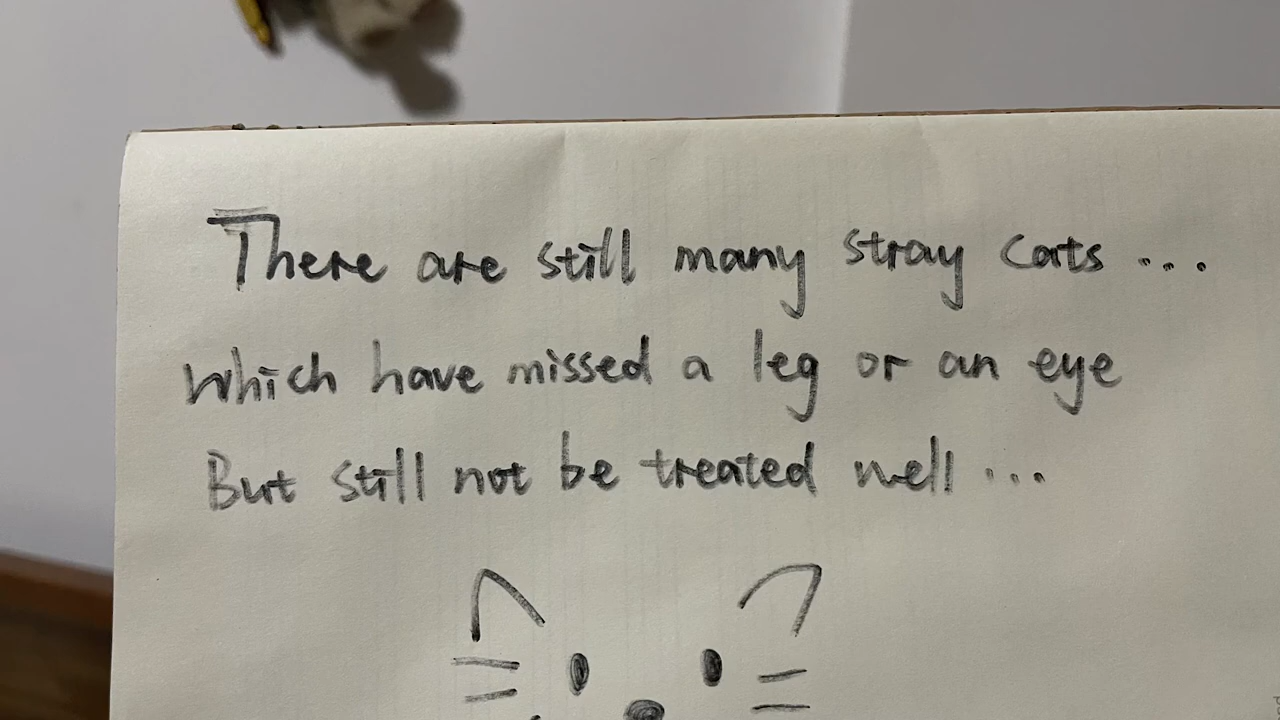 There are still many stray cats ...
which have missed a leg or an eye
But still not be treated well ...